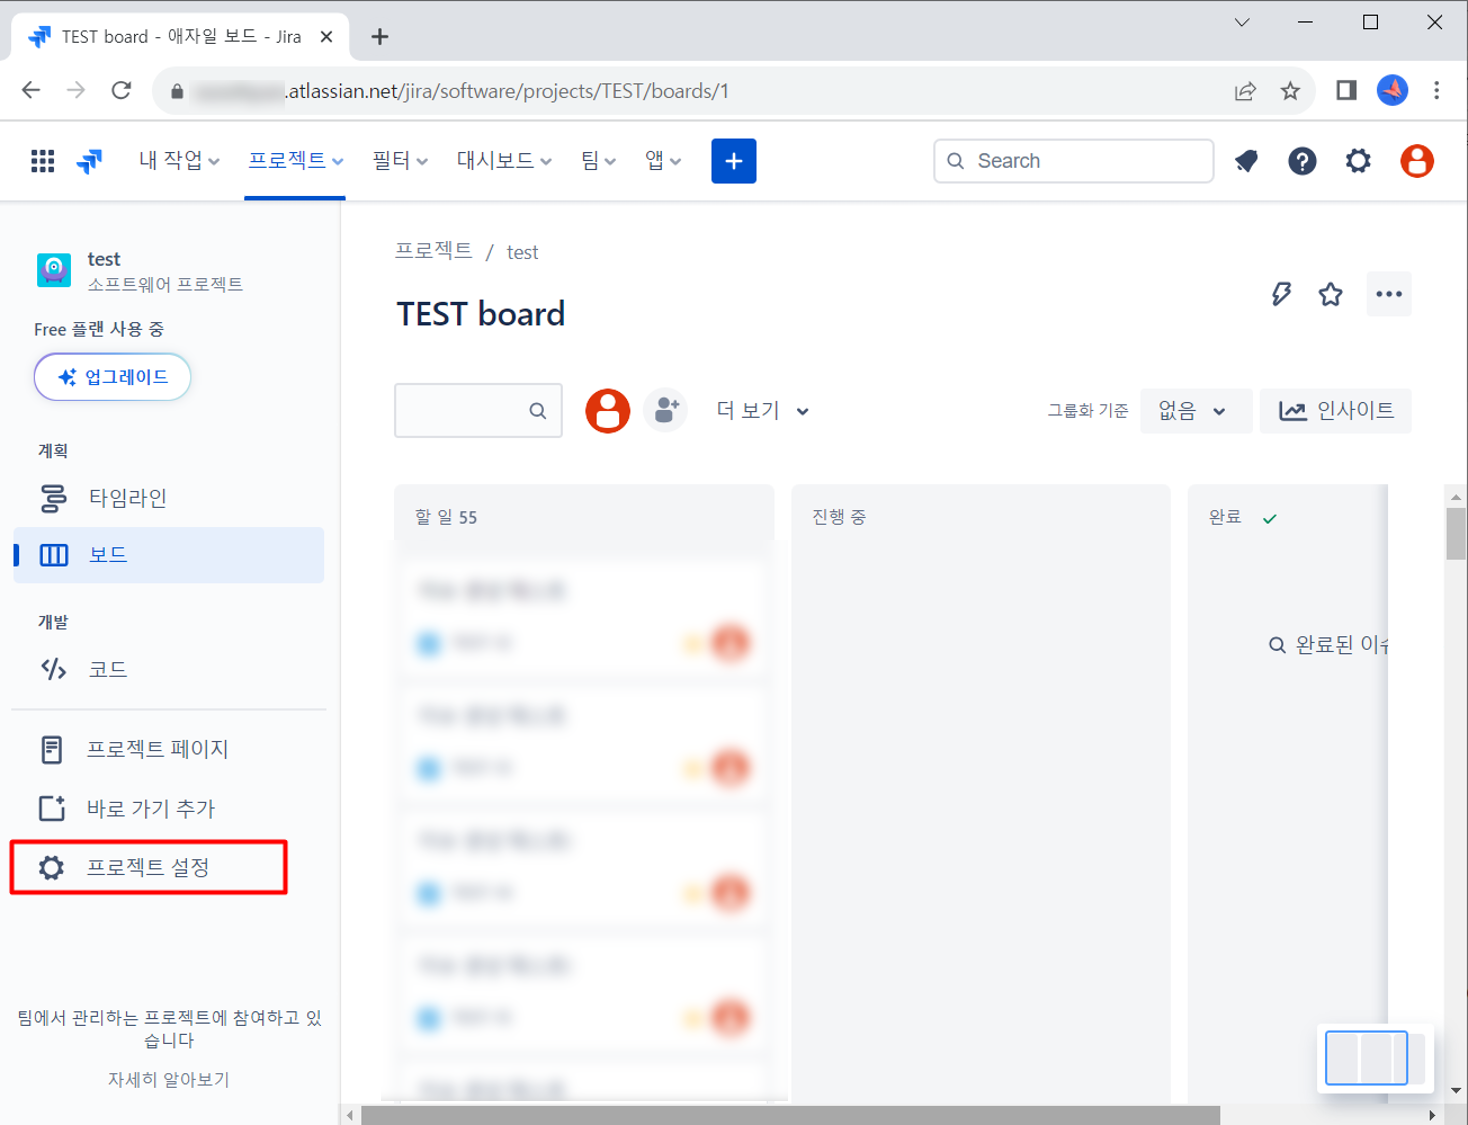 TEST board - 애자일 보드 - Jira
.atlassian.net/jira/software/projects/TEST/boards/1
내 작업 프로젝트 필터 대시보드 팀 앱 + Search
test
소프트웨어 프로젝트
Free 플랜 사용 중
업그레이드
계획
타임라인
보드
개발
코드
프로젝트 페이지
바로 가기 추가
프로젝트 설정
팀에서 관리하는 프로젝트에 참여하고 있
습니다
자세히 알아보기
프로젝트 / test
TEST board
더 보기 그룹화 기준 없음 인사이트
할 일 55
진행 중
완료
완료된 이슈